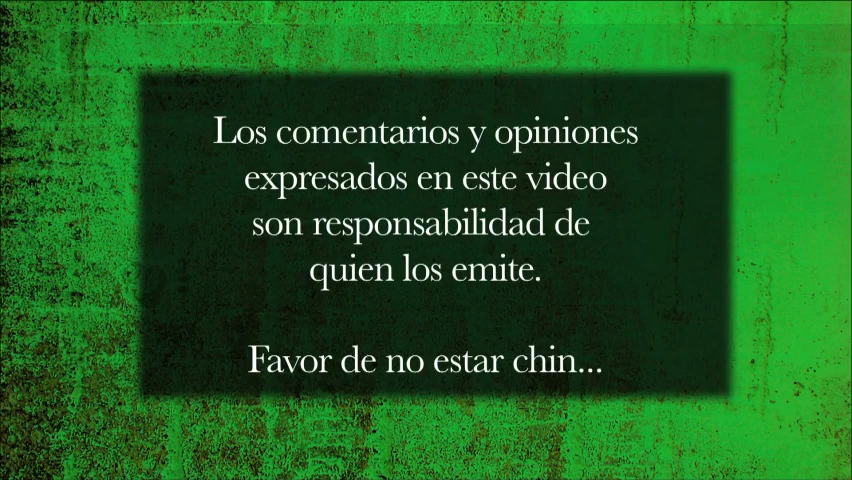 Los comentarios y opiniones
expresados en este video
son responsabilidad de
quien los emite.
Favor de no estar chin...